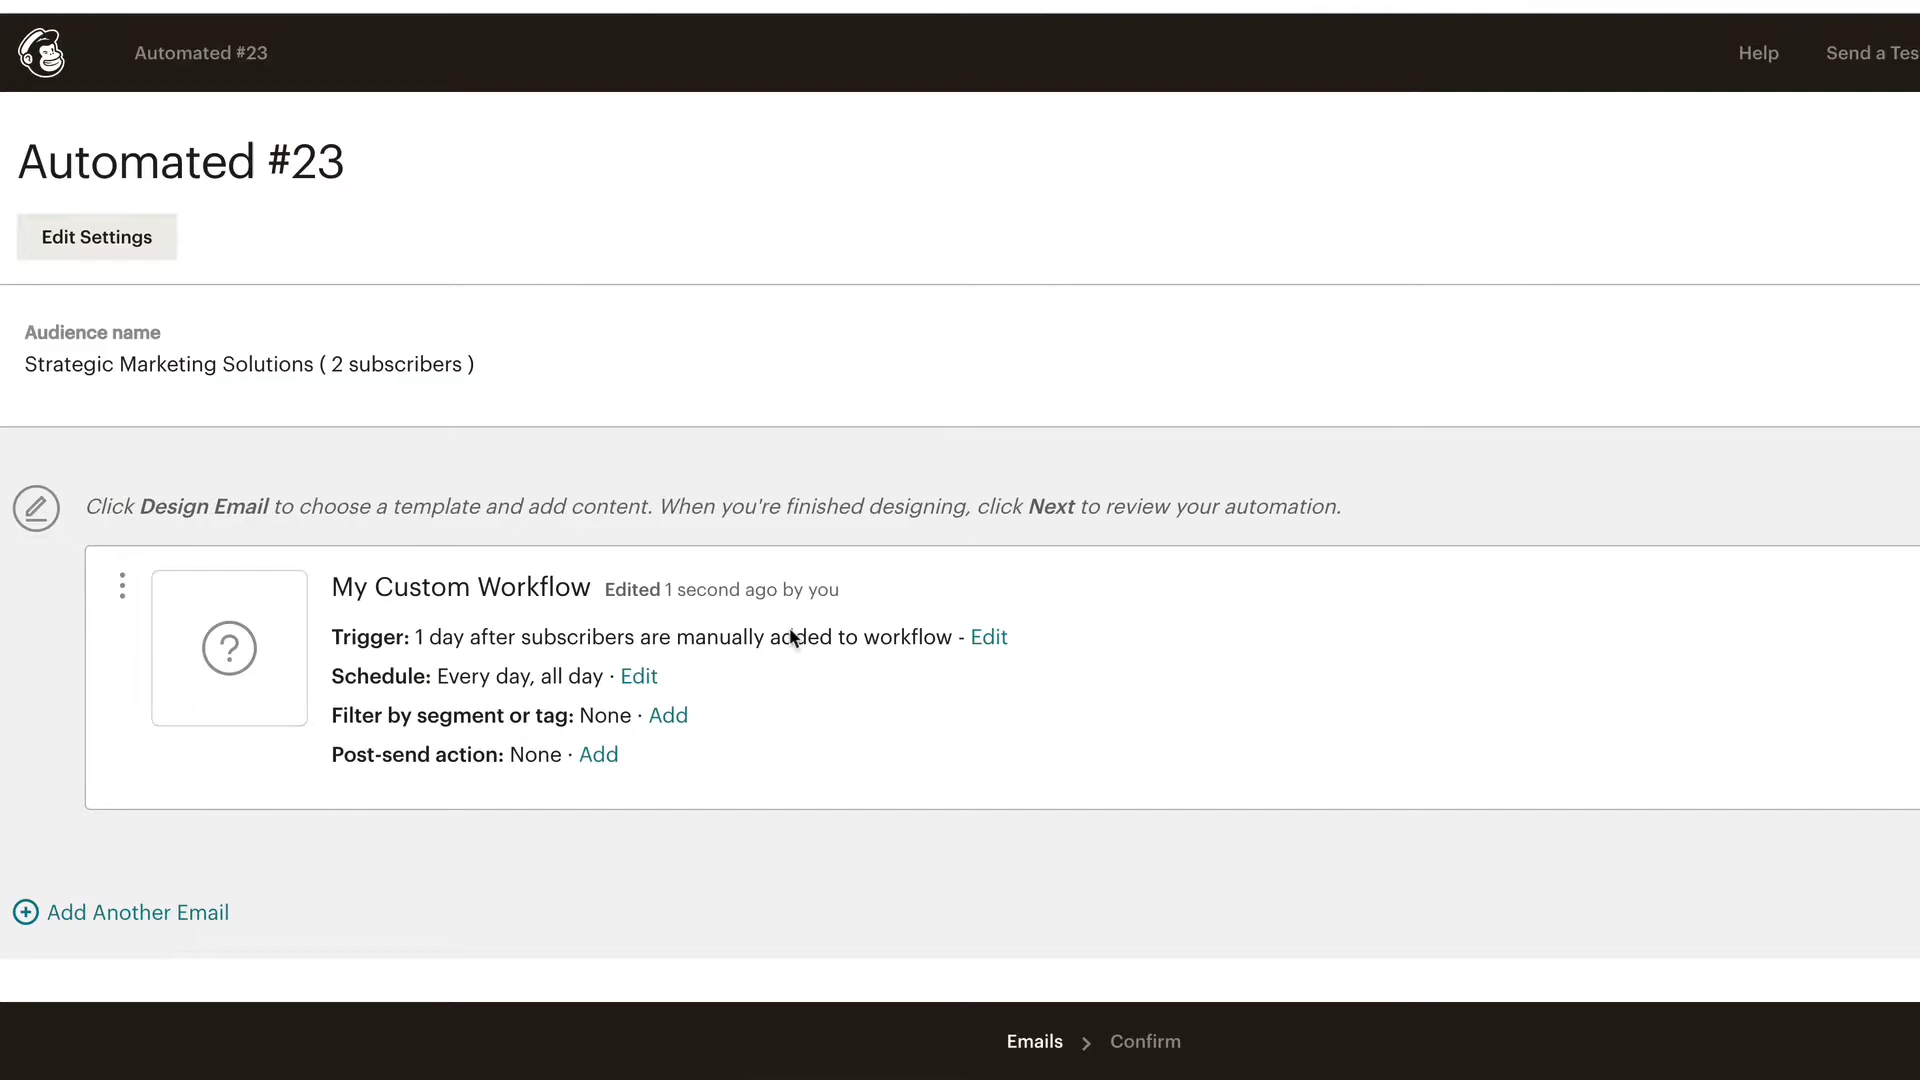 Automated #23
Help
Send a Tes
Automated #23
Edit Settings
Audience name
Strategic Marketing Solutions ( 2 subscribers )
Click Design Email to choose a template and add content. When you're finished designing, click Next to review your automation.
My Custom Workflow Edited 1 second ago by you
?
Trigger: 1 day after subscribers are manually added to workflow - Edit
Schedule: Every day, all day · Edit
Filter by segment or tag: None · Add
Post-send action: None · Add
Add Another Email
Emails > Confirm